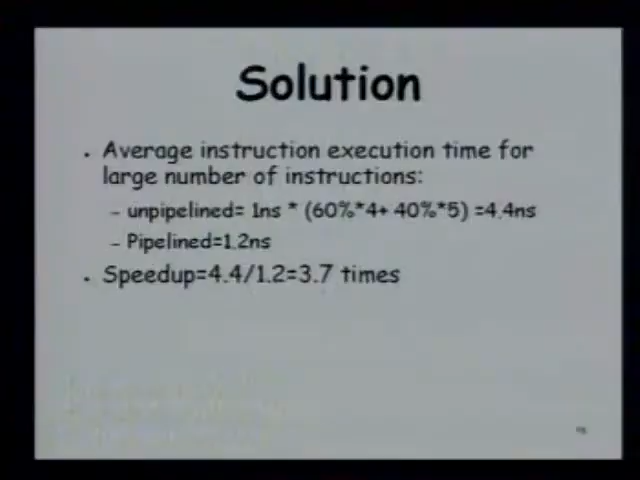 Solution
. Average instruction execution time for
large number of instructions:
– unpipelined= 1ns * (60%*4+ 40%*5) =4.4ns
– Pipelined=1.2ns
. Speedup=4.4/1.2=3.7 times